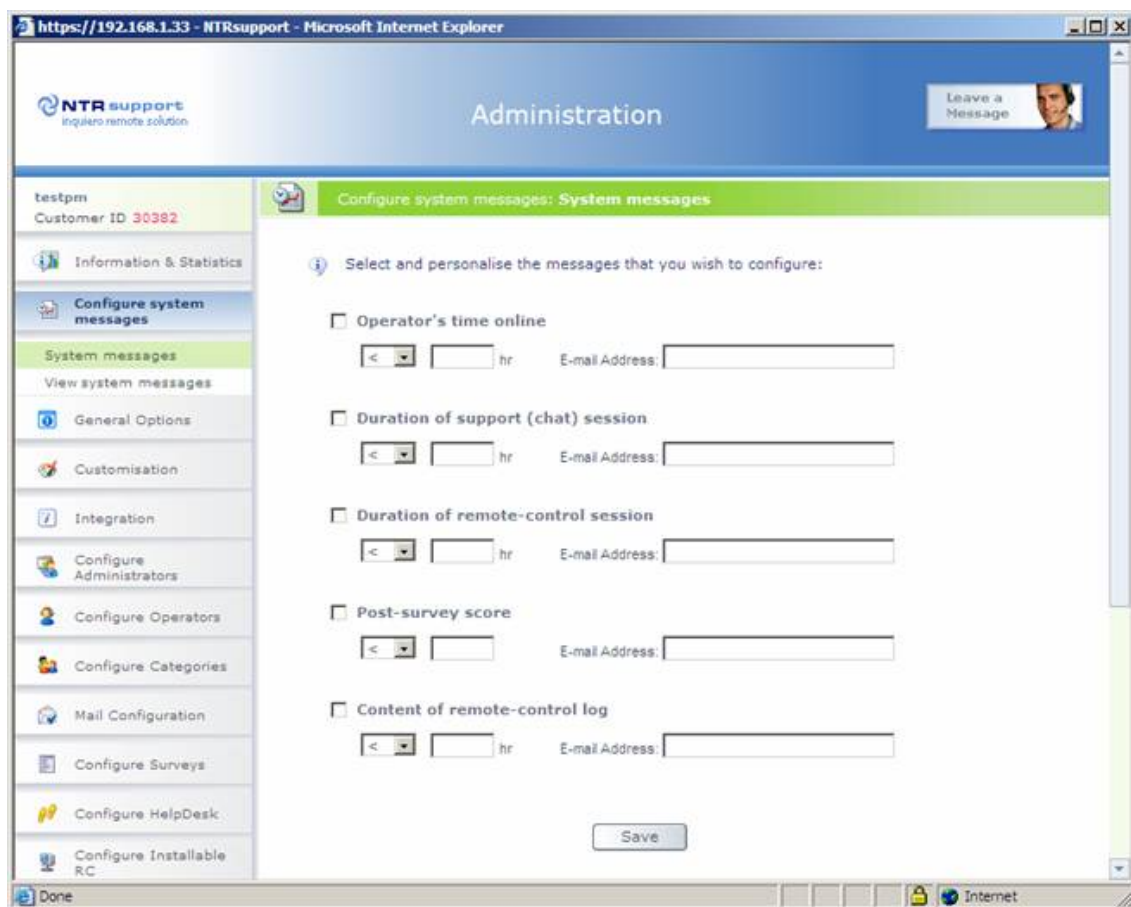 https://192.168.1.33 - NTRsupport - Microsoft Internet Explorer
NTR support
inquiero remote solution
Administration
Leave a
Message
testpm
Customer ID 30382
Configure system messages: System messages
Information & Statistics
Configure system
messages
System messages
View system messages
General Options
Customisation
Integration
Configure
Administrators
Configure Operators
Configure Categories
Mail Configuration
Configure Surveys
Configure HelpDesk
Configure Installable
RC
Select and personalise the messages that you wish to configure:
Operator's time online
< hr E-mail Address:
Duration of support (chat) session
< hr E-mail Address:
Duration of remote-control session
< hr E-mail Address:
Post-survey score
< E-mail Address:
Content of remote-control log
< hr E-mail Address:
Save
Done
Internet